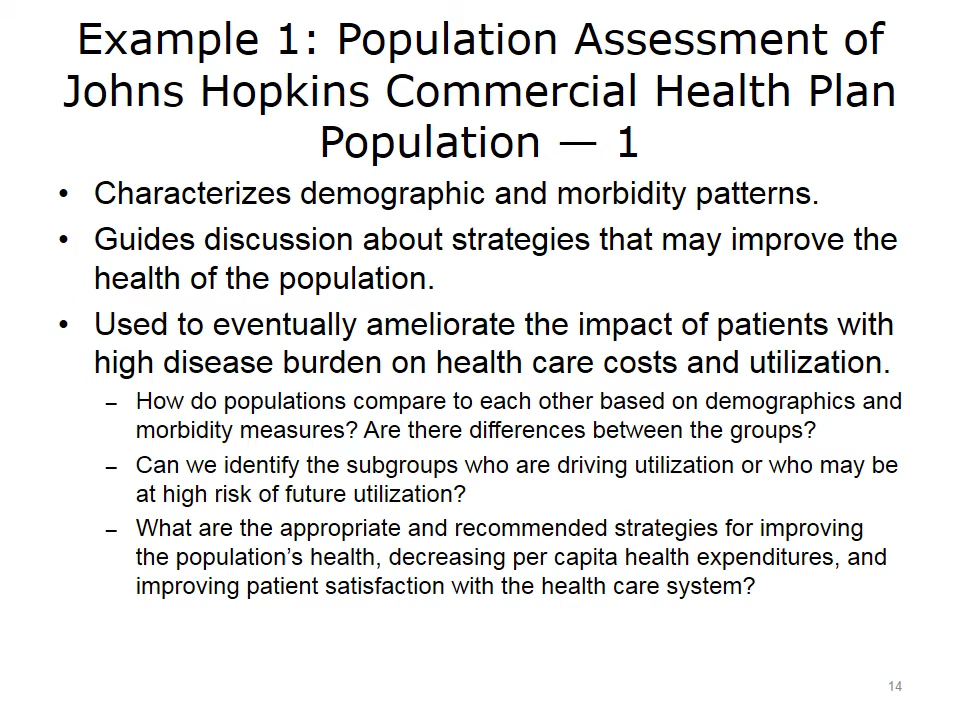 Example 1: Population Assessment of
Johns Hopkins Commercial Health Plan
Population — 1
• Characterizes demographic and morbidity patterns.
• Guides discussion about strategies that may improve the
health of the population.
• Used to eventually ameliorate the impact of patients with
high disease burden on health care costs and utilization.
– How do populations compare to each other based on demographics and
morbidity measures? Are there differences between the groups?
– Can we identify the subgroups who are driving utilization or who may be
at high risk of future utilization?
– What are the appropriate and recommended strategies for improving
the population’s health, decreasing per capita health expenditures, and
improving patient satisfaction with the health care system?
14